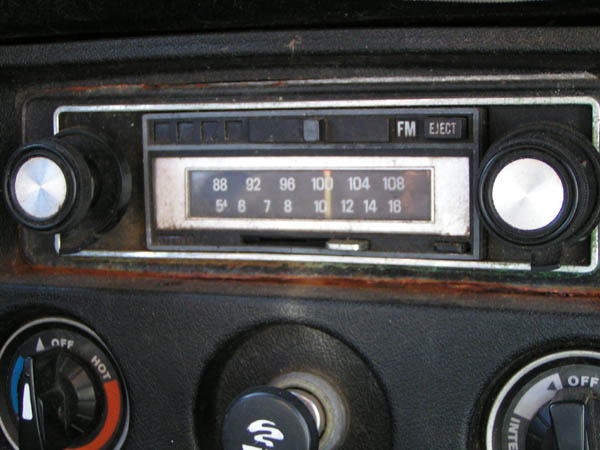 FM EJECT
88 92 96 100 104 108
5⁴ 6 7 8 10 12 14 16
OFF HOT
OFF
INTE